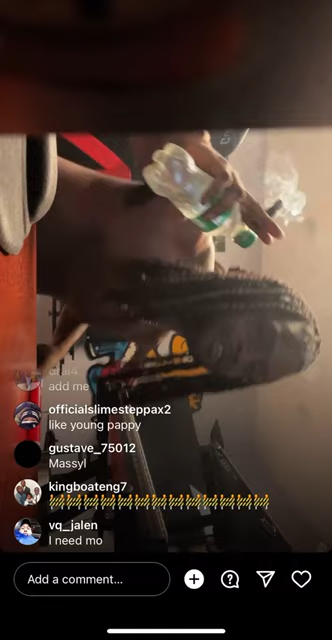 add me
officialslimesteppax2
like young pappy
gustave_75012
Massyl
kingboateng7
vq_jalen
I need mo
Add a comment...